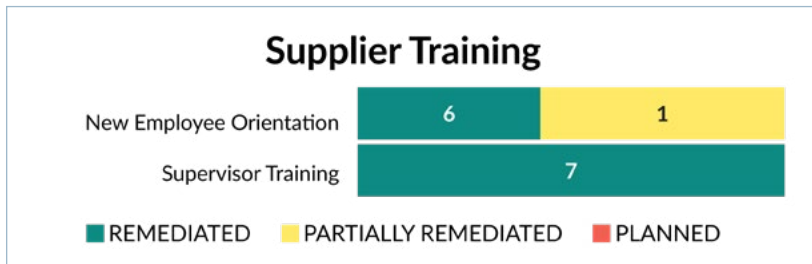 Supplier Training
New Employee Orientation 6 1
Supervisor Training 7
REMEDIATED PARTIALLY REMEDIATED PLANNED